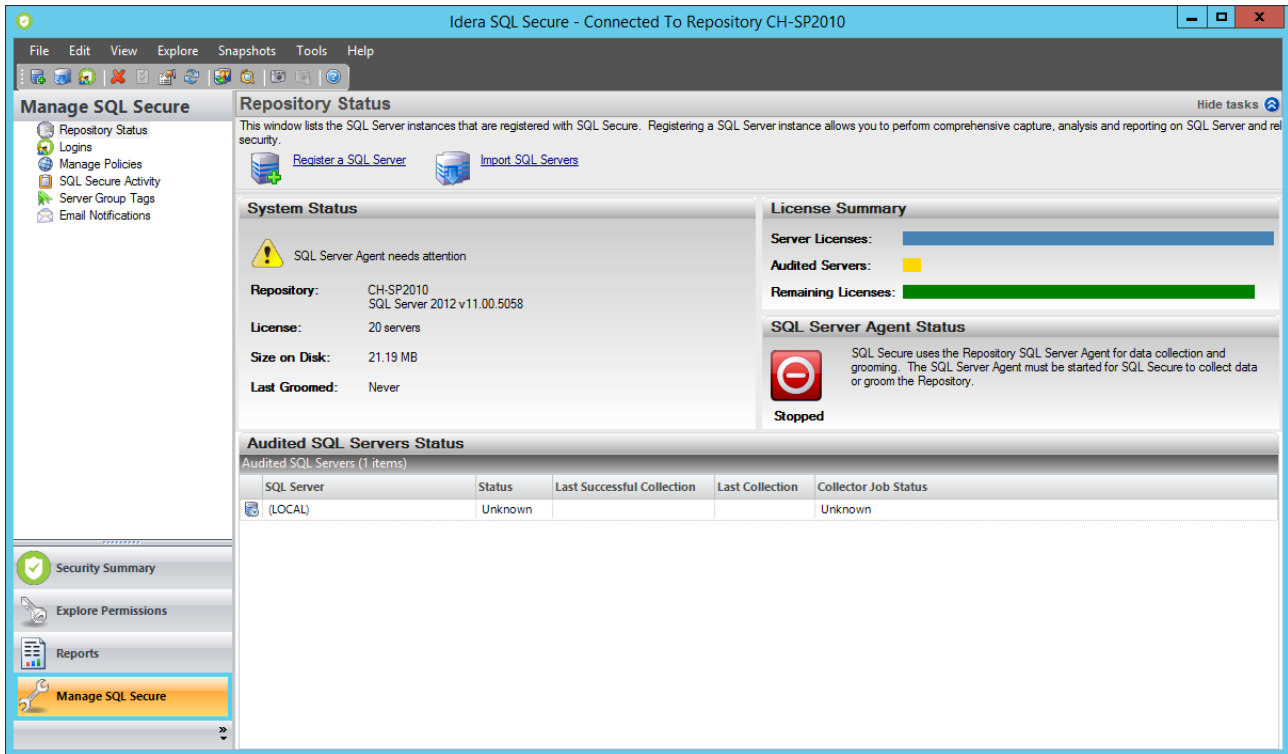 Idera SQL Secure - Connected To Repository CH-SP2010
File Edit View Explore Snapshots Tools Help
Manage SQL Secure
Repository Status
Logins
Manage Policies
SQL Secure Activity
Server Group Tags
Email Notifications
Security Summary
Explore Permissions
Reports
Manage SQL Secure
Repository Status
Hide tasks
This window lists the SQL Server instances that are registered with SQL Secure. Registering a SQL Server instance allows you to perform comprehensive capture, analysis and reporting on SQL Server and rel
security.
Register a SQL Server
Import SQL Servers
System Status
SQL Server Agent needs attention
Repository: CH-SP2010
SQL Server 2012 v11.00.5058
License: 20 servers
Size on Disk: 21.19 MB
Last Groomed: Never
License Summary
Server Licenses:
Audited Servers:
Remaining Licenses:
SQL Server Agent Status
SQL Secure uses the Repository SQL Server Agent for data collection and
grooming. The SQL Server Agent must be started for SQL Secure to collect data
or groom the Repository.
Stopped
Audited SQL Servers Status
Audited SQL Servers (1 items)
SQL Server Status Last Successful Collection Last Collection Collector Job Status
(LOCAL) Unknown Unknown